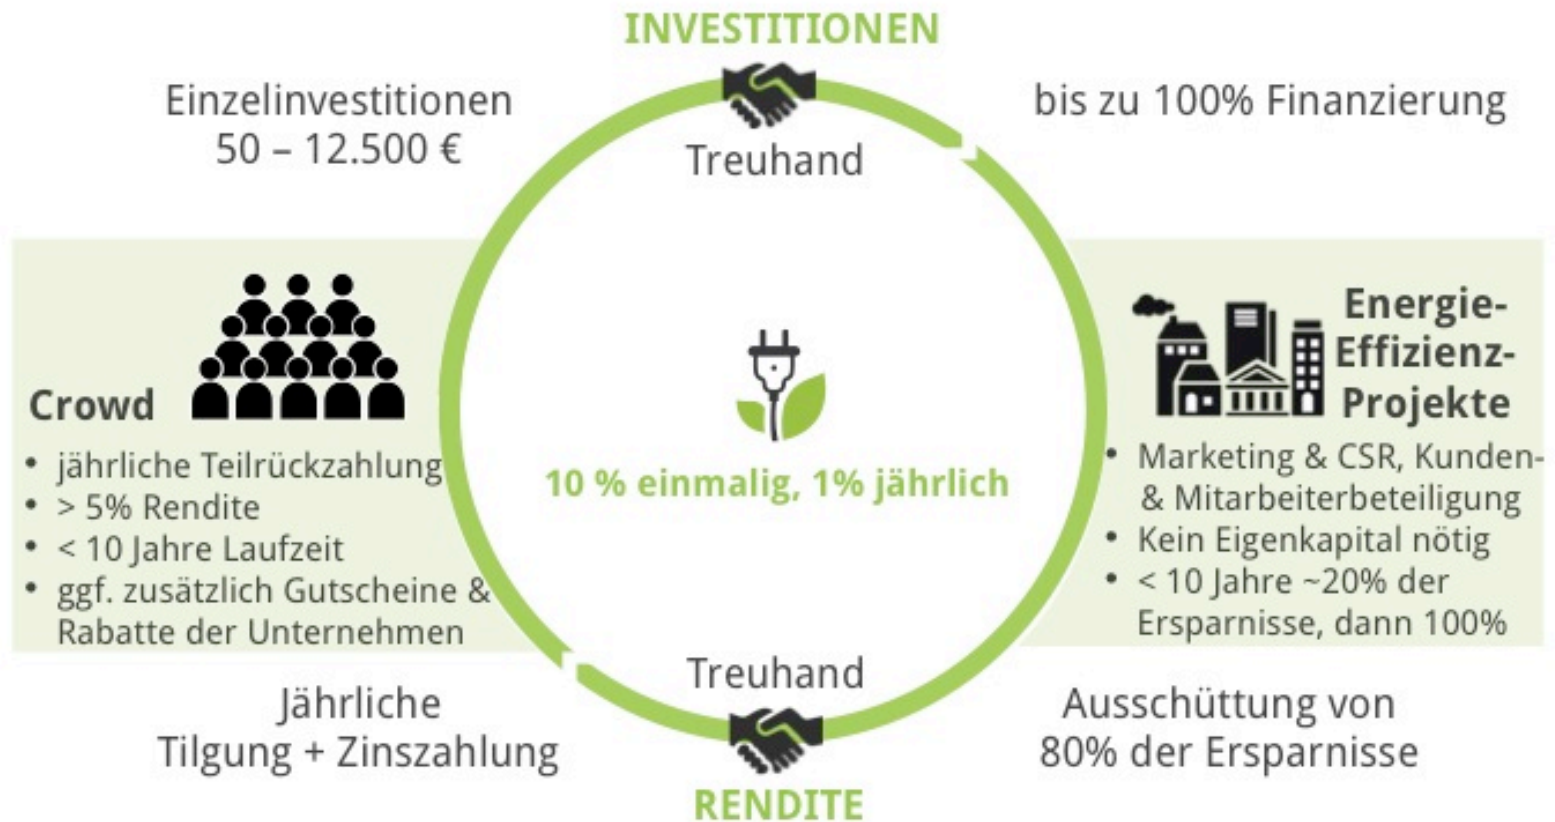 INVESTITIONEN
Einzelinvestitionen
50 – 12.500 €
Treuhand
bis zu 100% Finanzierung
Crowd
• jährliche Teilrückzahlung
• > 5% Rendite
• < 10 Jahre Laufzeit
• ggf. zusätzlich Gutscheine &
Rabatte der Unternehmen
10 % einmalig, 1% jährlich
Energie-
Effizienz-
Projekte
• Marketing & CSR, Kunden-
& Mitarbeiterbeteiligung
• Kein Eigenkapital nötig
• < 10 Jahre ~20% der
Ersparnisse, dann 100%
Jährliche
Tilgung + Zinszahlung
Treuhand
Ausschüttung von
80% der Ersparnisse
RENDITE